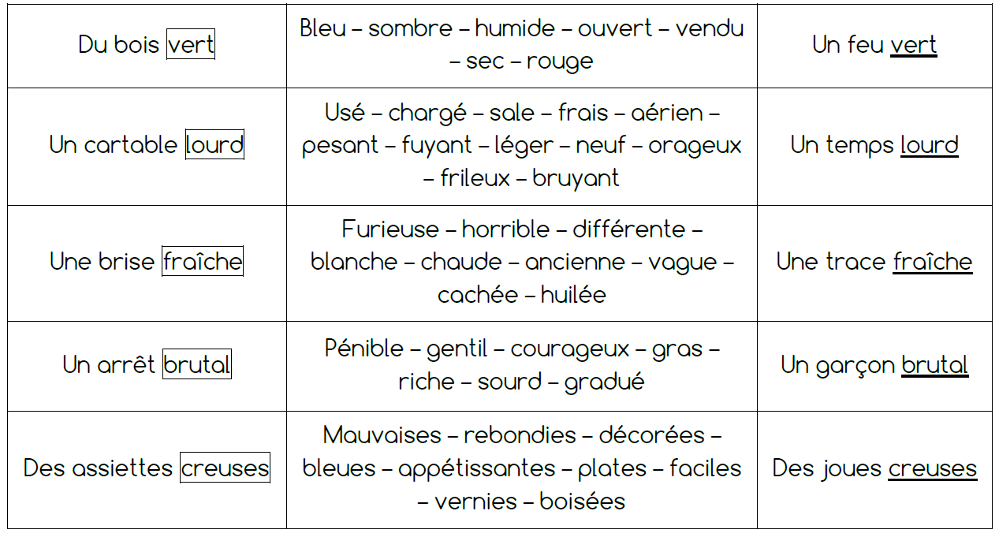 Du bois vert
Bleu – sombre – humide – ouvert – vendu
– sec – rouge
Un feu vert
Un cartable lourd
Usé – chargé – sale – frais – aérien –
pesant – fuyant – léger – neuf – orageux
– frileux – bruyant
Un temps lourd
Une brise fraîche
Furieuse – horrible – différente –
blanche – chaude – ancienne – vague –
cachée – huilée
Une trace fraîche
Un arrêt brutal
Pénible – gentil – courageux – gras –
riche – sourd – gradué
Un garçon brutal
Des assiettes creuses
Mauvaises – rebondies – décorées –
bleues – appétissantes – plates – faciles
– vernies – boisées
Des joues creuses